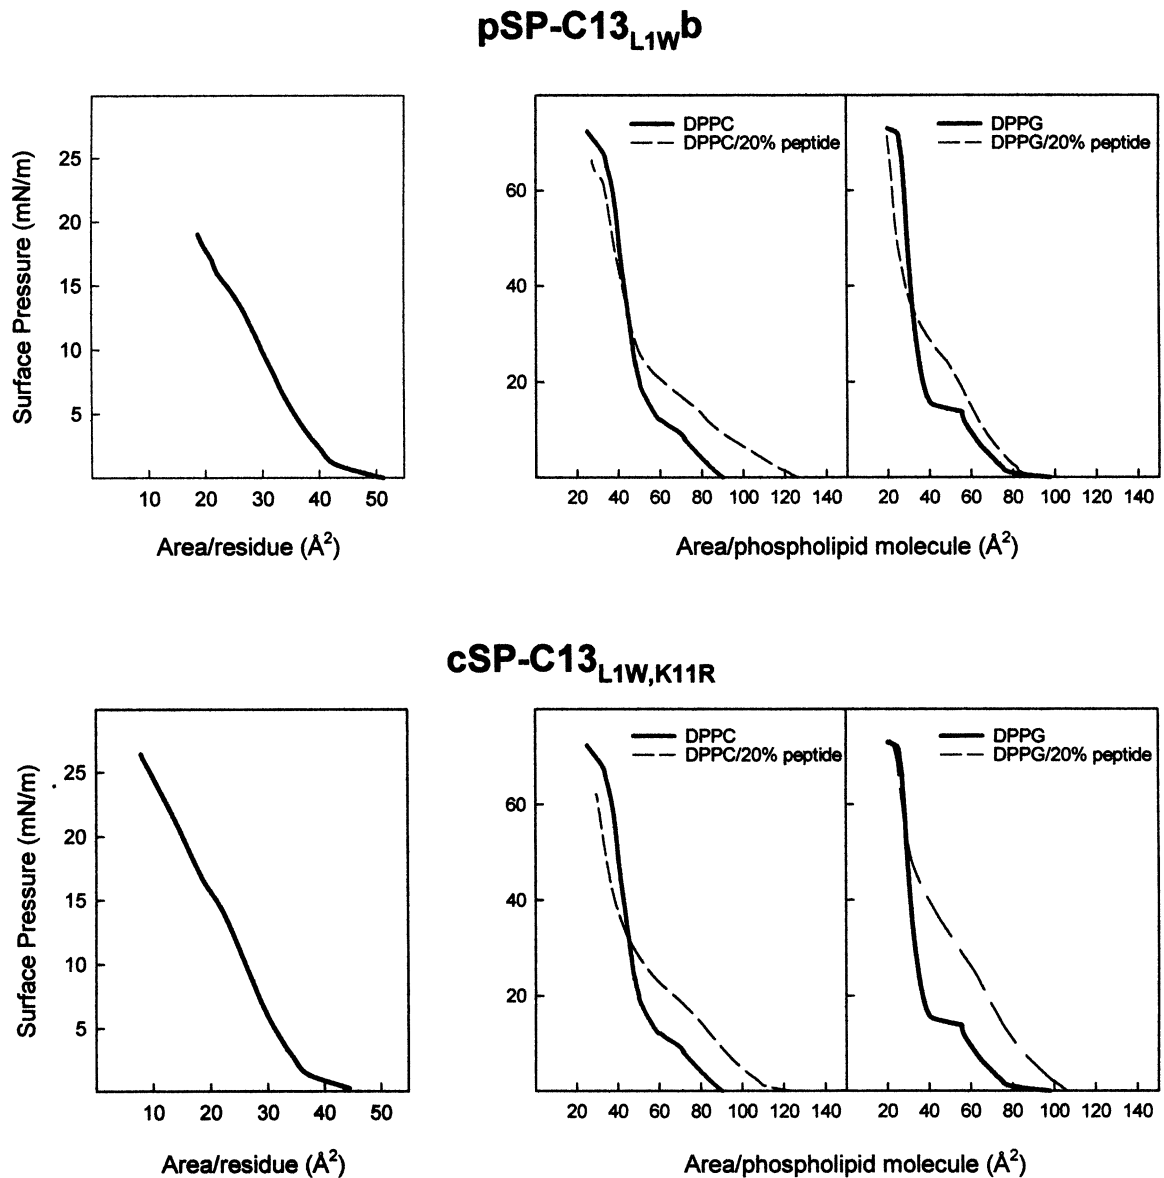 pSP-C13L1Wb
DPPC
DPPC/20% peptide
DPPG
DPPG/20% peptide
Surface Pressure (mN/m)
25
20
15
10
5
60
40
20
10 20 30 40 50
20 40 60 80 100 120 140
20 40 60 80 100 120 140
Area/residue (Å2)
Area/phospholipid molecule (Å2)
cSP-C13L1W,K11R
DPPC
DPPC/20% peptide
DPPG
DPPG/20% peptide
Surface Pressure (mN/m)
25
20
15
10
5
60
40
20
10 20 30 40 50
20 40 60 80 100 120 140
20 40 60 80 100 120 140
Area/residue (Å2)
Area/phospholipid molecule (Å2)